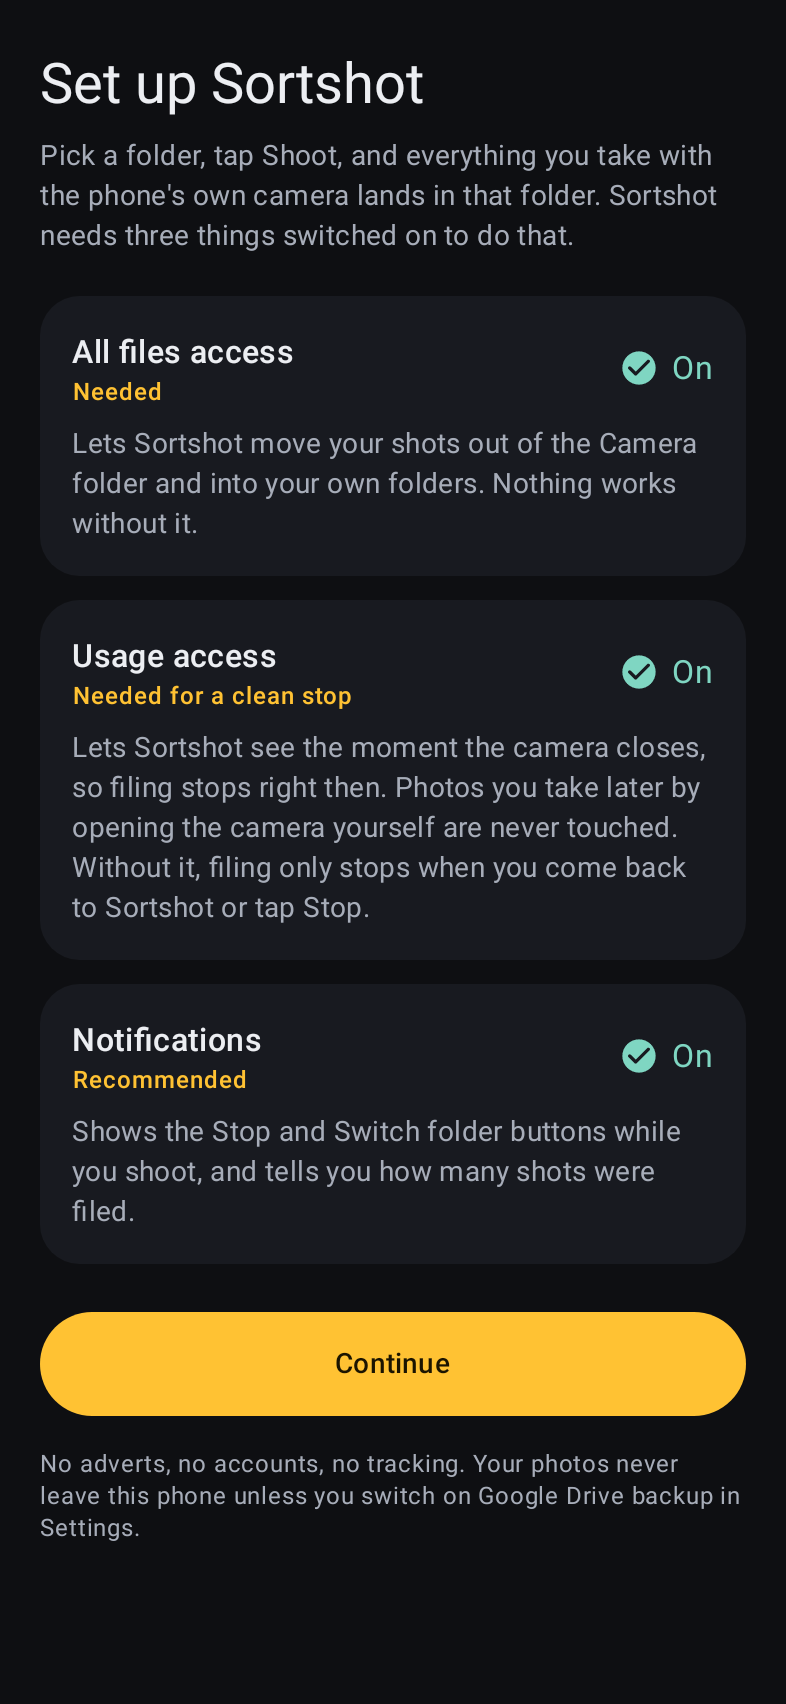 Set up Sortshot
Pick a folder, tap Shoot, and everything you take with
the phone's own camera lands in that folder. Sortshot
needs three things switched on to do that.
All files access
On
Needed
Lets Sortshot move your shots out of the Camera
folder and into your own folders. Nothing works
without it.
Usage access
On
Needed for a clean stop
Lets Sortshot see the moment the camera closes,
so filing stops right then. Photos you take later by
opening the camera yourself are never touched.
Without it, filing only stops when you come back
to Sortshot or tap Stop.
Notifications
On
Recommended
Shows the Stop and Switch folder buttons while
you shoot, and tells you how many shots were
filed.
Continue
No adverts, no accounts, no tracking. Your photos never
leave this phone unless you switch on Google Drive backup in
Settings.